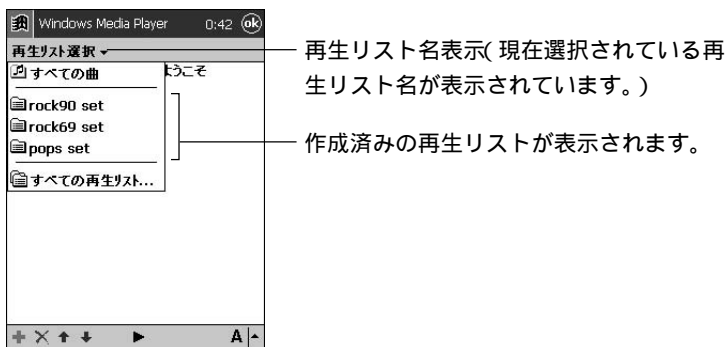 Windows Media Player 0:42 ok
再生リスト選択
すべての曲 ようこそ
rock90 set
rock69 set
pops set
すべての再生リスト...
A
再生リスト名表示(現在選択されている再
生リスト名が表示されています。)
作成済みの再生リストが表示されます。